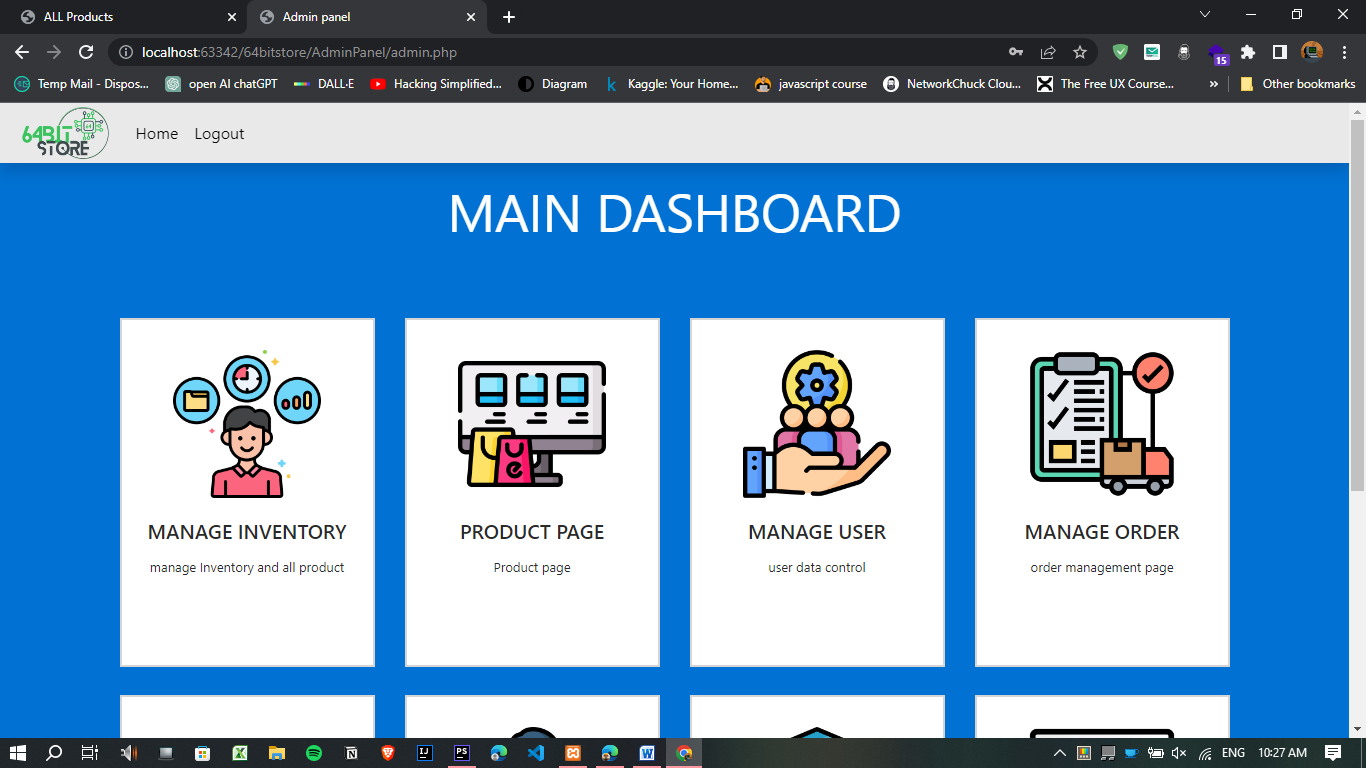 ALL Products
Admin panel
localhost:63342/64bitstore/AdminPanel/admin.php
15
Temp Mail - Dispos...
open AI chatGPT
DALL·E
Hacking Simplified...
Diagram
Kaggle: Your Home...
javascript course
NetworkChuck Clou...
The Free UX Course...
»
Other bookmarks
64BIT
STORE
Home
Logout
MAIN DASHBOARD
MANAGE INVENTORY
manage Inventory and all product
PRODUCT PAGE
Product page
MANAGE USER
user data control
MANAGE ORDER
order management page
ENG
10:27 AM